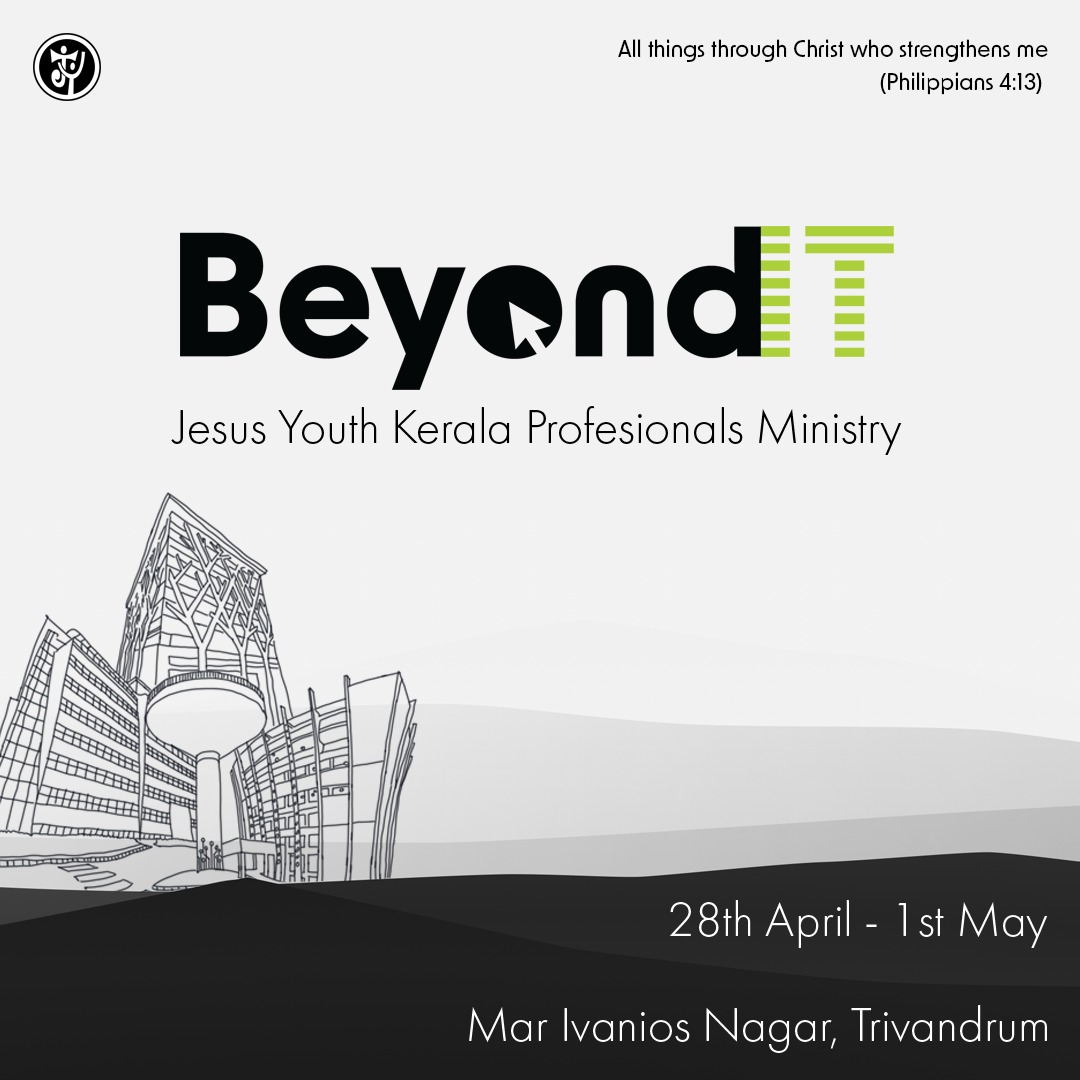 All things through Christ who strengthens me
(Philippians 4:13)
BeyondIT
Jesus Youth Kerala Profesionals Ministry
28th April - 1st May
Mar Ivanios Nagar, Trivandrum